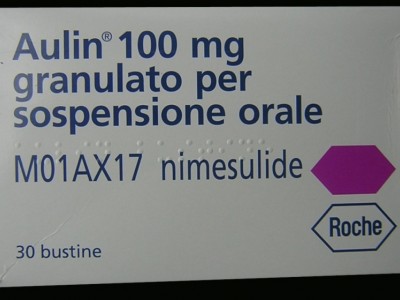 Aulin® 100 mg
granulato per
sospensione orale
M01AX17 nimesulide
Roche
30 bustine